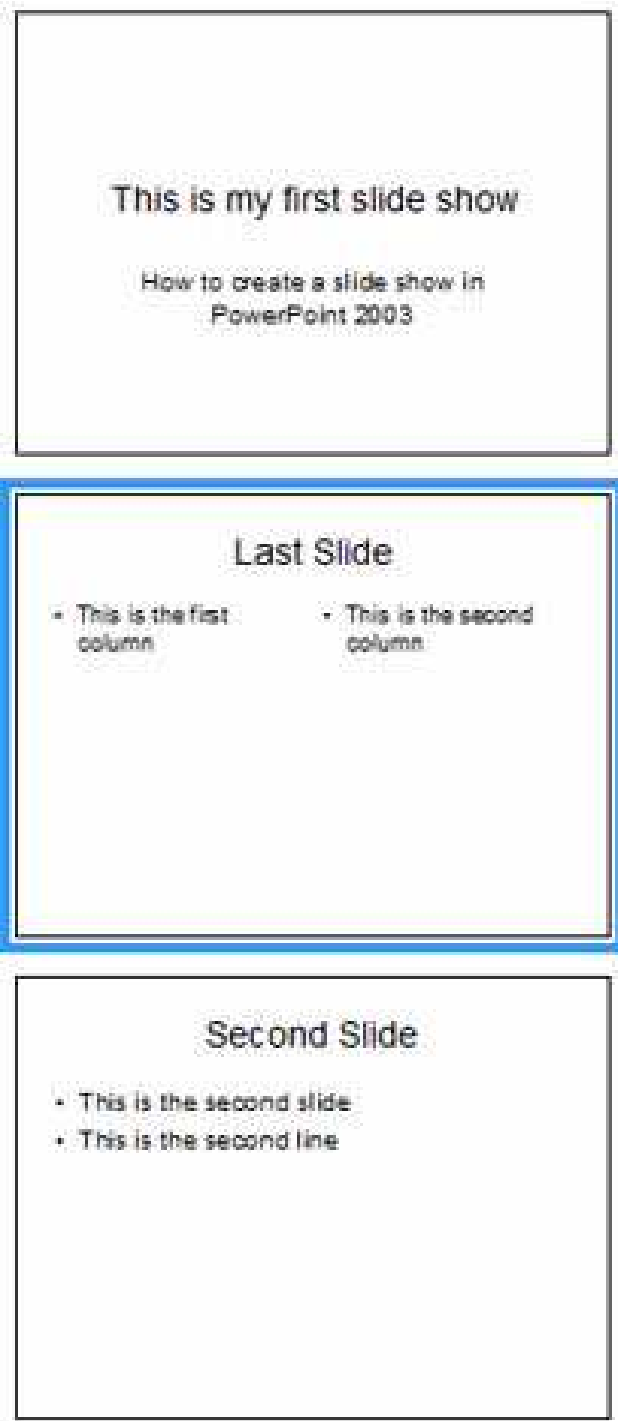 This is my first slide show
How to create a slide show in
PowerPoint 2003
Last Slide
• This is the first
column
• This is the second
column
Second Slide
• This is the second slide
• This is the second line